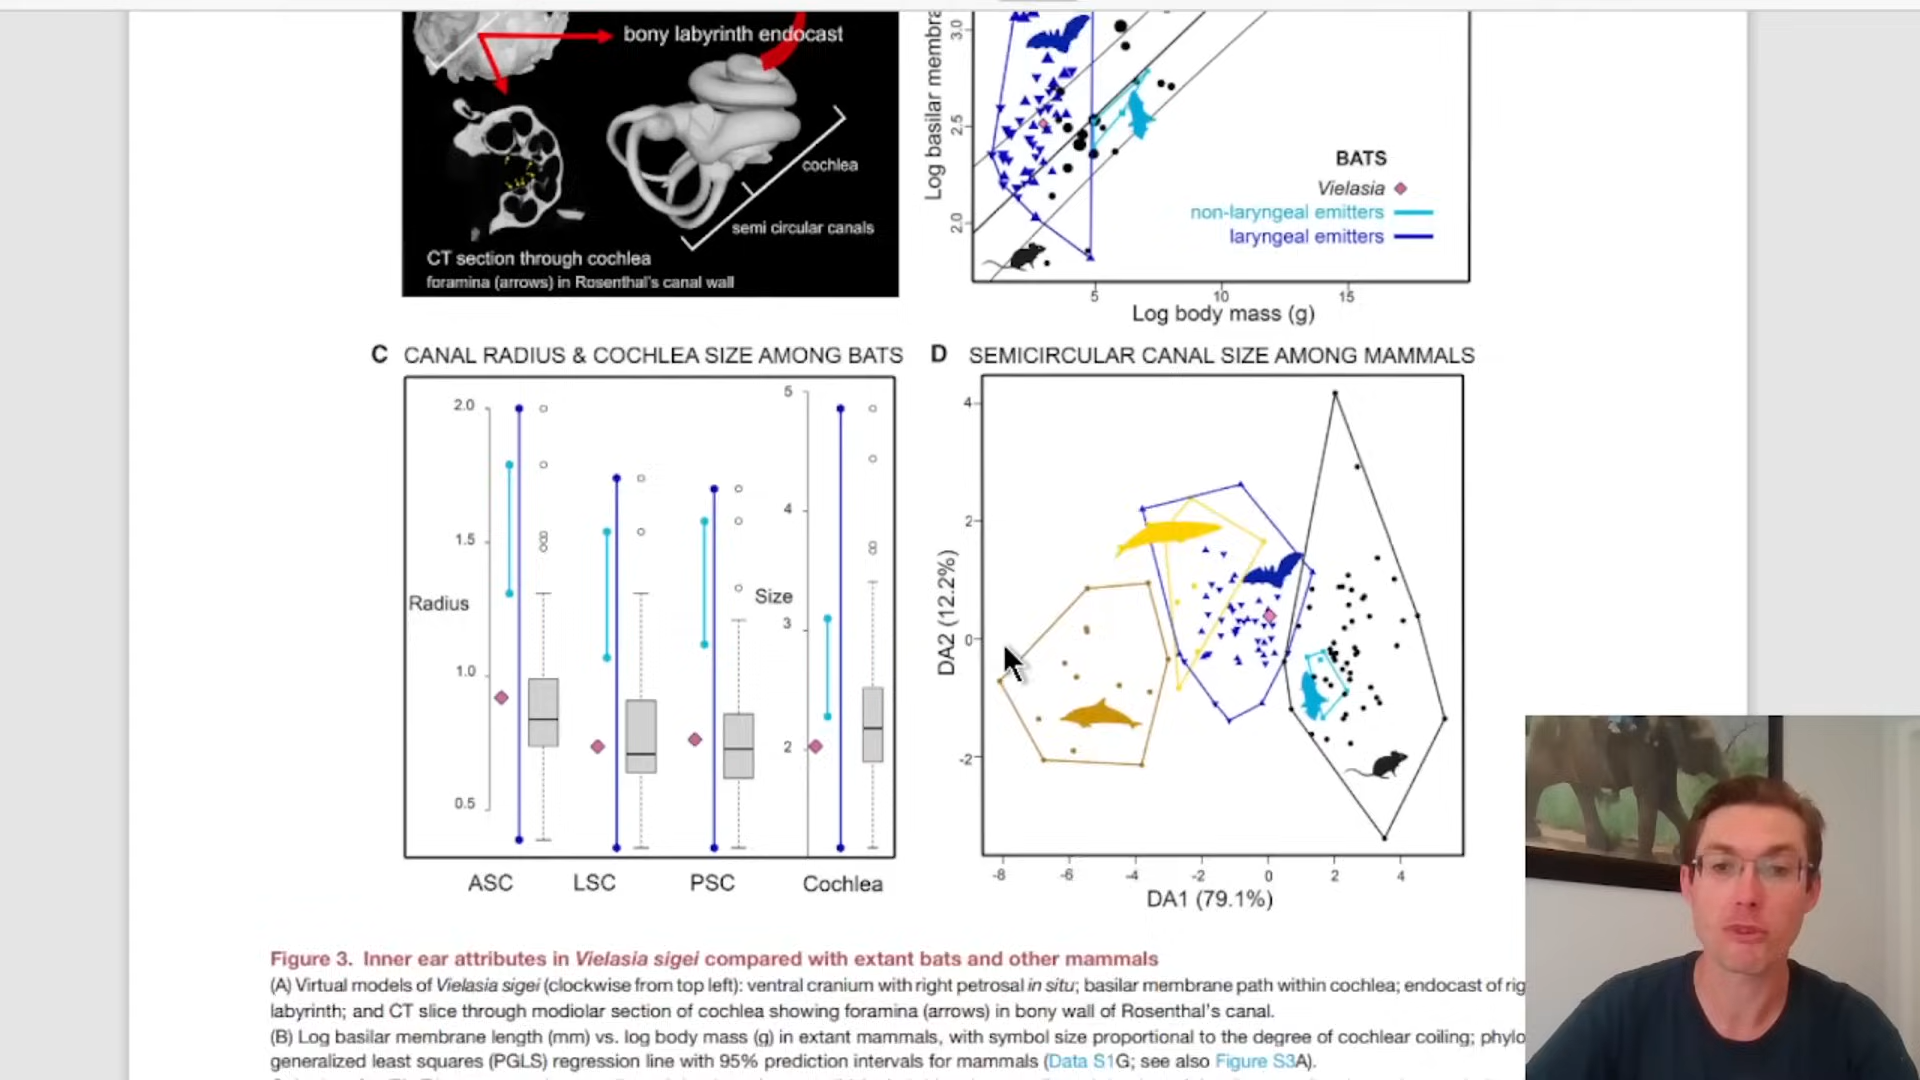 bony labyrinth endocast
cochlea
semi circular canals
CT section through cochlea
foramina (arrows) in Rosenthal's canal wall
Log basilar membra
3.0
2.5
2.0
BATS
Vielasia
non-laryngeal emitters
laryngeal emitters
5 10 15
Log body mass (g)
C CANAL RADIUS & COCHLEA SIZE AMONG BATS
2.0
1.5
Radius
1.0
0.5
5
4
Size
3
2
ASC LSC PSC Cochlea
D SEMICIRCULAR CANAL SIZE AMONG MAMMALS
4
2
0
-2
DA2 (12.2%)
-8 -6 -4 -2 0 2 4
DA1 (79.1%)
Figure 3. Inner ear attributes in Vielasia sigei compared with extant bats and other mammals
(A) Virtual models of Vielasia sigei (clockwise from top left): ventral cranium with right petrosal in situ; basilar membrane path within cochlea; endocast of rig
labyrinth; and CT slice through modiolar section of cochlea showing foramina (arrows) in bony wall of Rosenthal's canal.
(B) Log basilar membrane length (mm) vs. log body mass (g) in extant mammals, with symbol size proportional to the degree of cochlear coiling; phylo
generalized least squares (PGLS) regression line with 95% prediction intervals for mammals (Data S1G; see also Figure S3A).